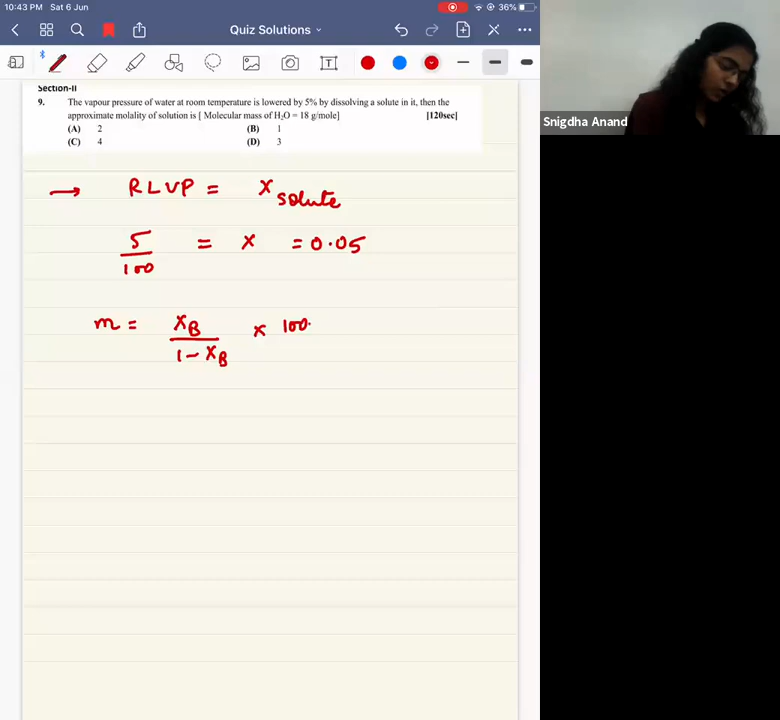 10:43 PM Sat 6 Jun 36%
Quiz Solutions
Section-II
9. The vapour pressure of water at room temperature is lowered by 5% by dissolving a solute in it, then the
approximate molality of solution is [ Molecular mass of H₂O = 18 g/mole] [120sec]
(A) 2 (B) 1
(C) 4 (D) 3
→ RLVP = x solute
5/100 = x = 0.05
m = xB/(1 - xB) × 100
Snigdha Anand